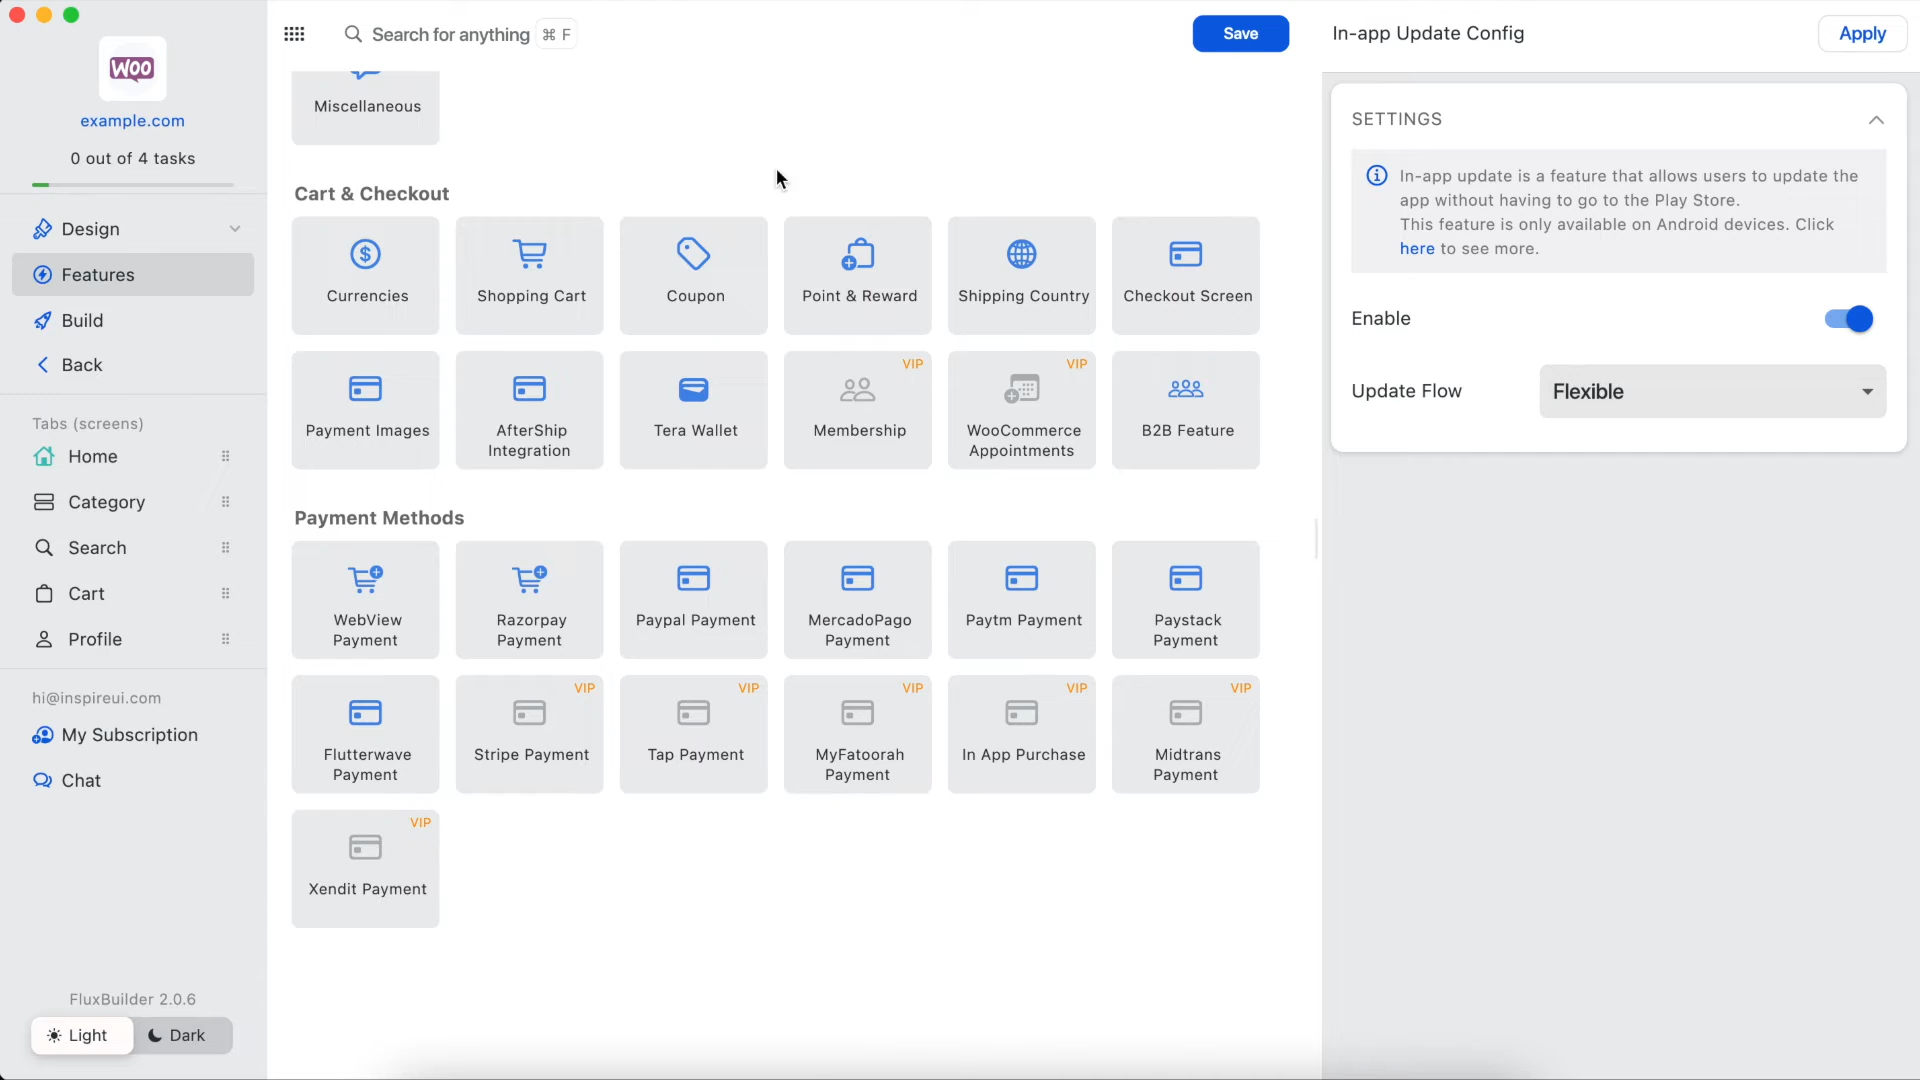 WOO
example.com
0 out of 4 tasks
Design
Features
Build
Back
Tabs (screens)
Home
Category
Search
Cart
Profile
hi@inspireui.com
My Subscription
Chat
FluxBuilder 2.0.6
Light
Dark
Search for anything
⌘ F
Save
Miscellaneous
Cart & Checkout
Currencies
Shopping Cart
Coupon
Point & Reward
Shipping Country
Checkout Screen
Payment Images
AfterShip
Integration
Tera Wallet
VIP
Membership
VIP
WooCommerce
Appointments
B2B Feature
Payment Methods
WebView
Payment
Razorpay
Payment
Paypal Payment
MercadoPago
Payment
Paytm Payment
Paystack
Payment
Flutterwave
Payment
VIP
Stripe Payment
VIP
Tap Payment
VIP
MyFatoorah
Payment
VIP
In App Purchase
VIP
Midtrans
Payment
VIP
Xendit Payment
In-app Update Config
Apply
SETTINGS
In-app update is a feature that allows users to update the
app without having to go to the Play Store.
This feature is only available on Android devices. Click
here to see more.
Enable
Update Flow
Flexible